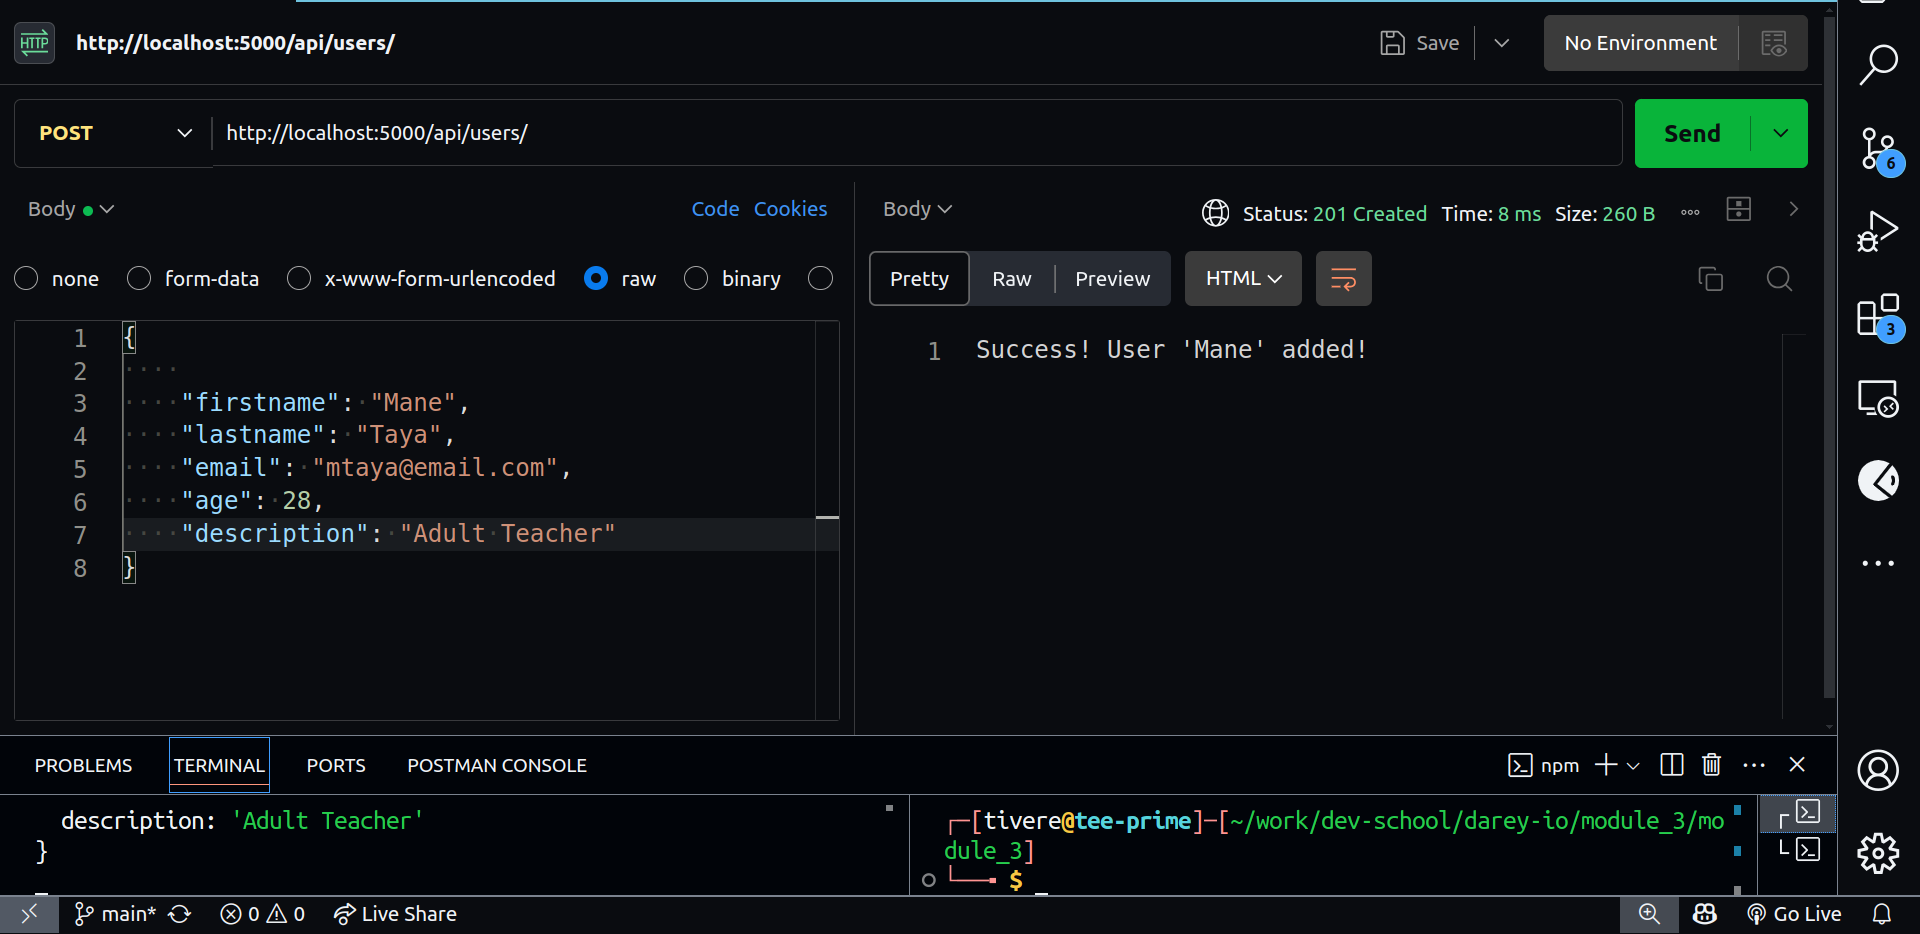 HTTP http://localhost:5000/api/users/ Save No Environment
POST http://localhost:5000/api/users/ Send
Body Code Cookies
none form-data x-www-form-urlencoded raw binary
1 {
2 ····
3 ····"firstname":·"Mane",
4 ····"lastname":·"Taya",
5 ····"email":·"mtaya@email.com",
6 ····"age":·28,
7 ····"description":·"Adult·Teacher"
8 }
Body Status: 201 Created Time: 8 ms Size: 260 B
Pretty Raw Preview HTML
1 Success! User 'Mane' added!
6
3
PROBLEMS TERMINAL PORTS POSTMAN CONSOLE npm
description: 'Adult Teacher'
}
┌─[tivere@tee-prime]─[~/work/dev-school/darey-io/module_3/mo
dule_3]
└──╼ $
main* 0 0 Live Share Go Live